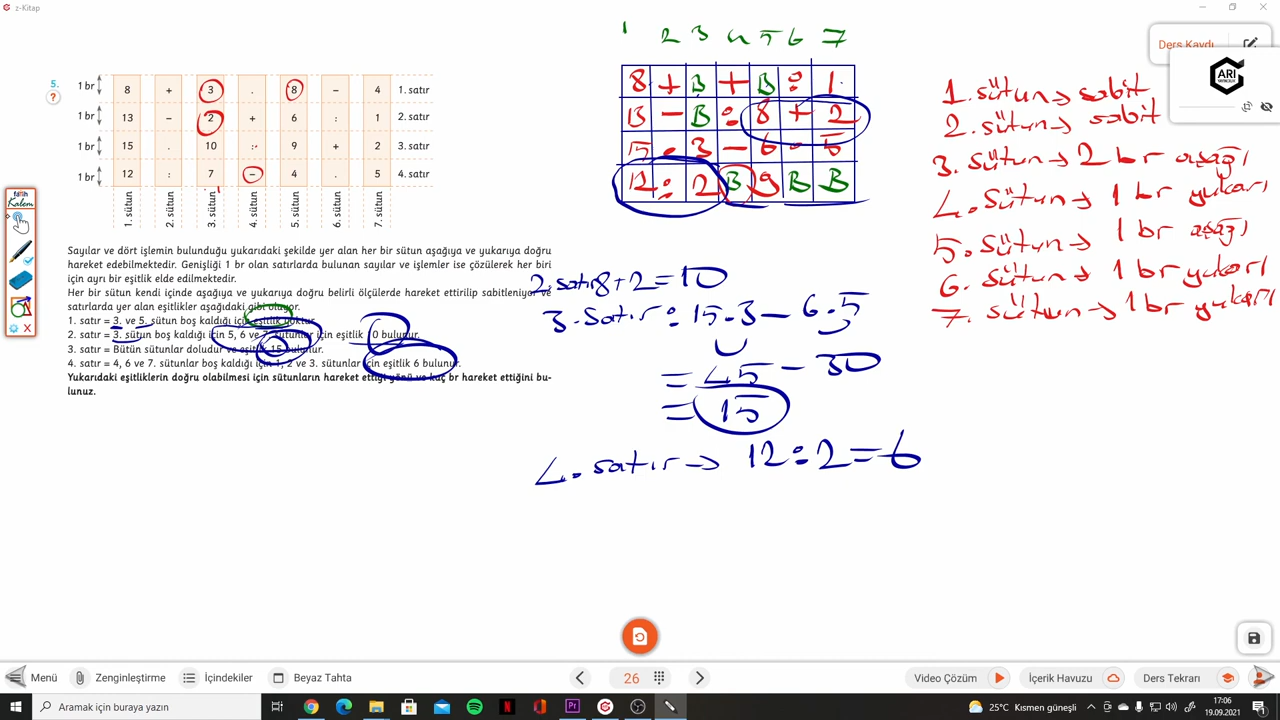 z-Kitap
Ders Kaydı
ARI
5.
?
1 br 8 + 3 . 8 – 4 1. satır
1 br 13 – 2 + 6 : 1 2. satır
1 br 15 . 10 : 9 + 2 3. satır
1 br 12 : 7 – 4 . 5 4. satır
1. sütun 2. sütun 3. sütun 4. sütun 5. sütun 6. sütun 7. sütun
Sayılar ve dört işlemin bulunduğu yukarıdaki şekilde yer alan her bir sütun aşağıya ve yukarıya doğru
hareket edebilmektedir. Genişliği 1 br olan satırlarda bulunan sayılar ve işlemler ise çözülerek her biri
için ayrı bir eşitlik elde edilmektedir.
Her bir sütun kendi içinde aşağıya ve yukarıya doğru belirli ölçülerde hareket ettirilip sabitleniyor ve
satırlarda yer alan eşitlikler aşağıdaki gibi oluyor.
1. satır = 3. ve 5. sütun boş kaldığı için eşitlik yoktur.
2. satır = 3. sütun boş kaldığı için 5, 6 ve 7. sütunlar için eşitlik 10 bulunur.
3. satır = Bütün sütunlar doludur ve eşitlik 15 bulunur.
4. satır = 4, 6 ve 7. sütunlar boş kaldığı için 1, 2 ve 3. sütunlar için eşitlik 6 bulunur.
Yukarıdaki eşitliklerin doğru olabilmesi için sütunların hareket ettiği yönü ve kaç br hareket ettiğini bu-
lunuz.
fatih
Kalem
1 2 3 4 5 6 7
8 + B + B : 1
13 – B : 8 + 2
15 . 3 – 6 . 5
12 : 2 B 9 B B
2. satır 8+2=10
3. satır : 15.3 – 6.5
= 45 – 30
= 15
4. satır → 12:2=6
1. sütun → sabit
2. sütun → sabit
3. sütun → 2 br aşağı
4. sütun → 1 br yukarı
5. sütun → 1 br aşağı
6. sütun → 1 br yukarı
7. sütun → 1 br yukarı
Menü Zenginleştirme İçindekiler Beyaz Tahta 26 Video Çözüm İçerik Havuzu Ders Tekrarı
Aramak için buraya yazın 25°C Kısmen güneşli 17:06
19.09.2021